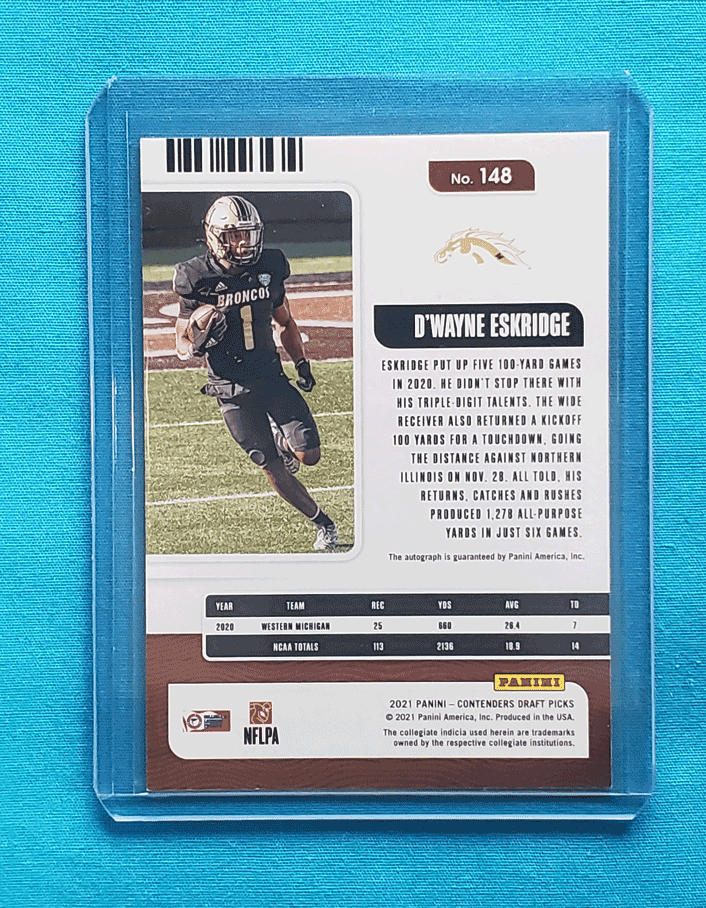 No. 148
BRONCOS
1
D'WAYNE ESKRIDGE
ESKRIDGE PUT UP FIVE 100-YARD GAMES
IN 2020. HE DIDN'T STOP THERE WITH
HIS TRIPLE-DIGIT TALENTS. THE WIDE
RECEIVER ALSO RETURNED A KICKOFF
100 YARDS FOR A TOUCHDOWN, GOING
THE DISTANCE AGAINST NORTHERN
ILLINOIS ON NOV. 28. ALL TOLD, HIS
RETURNS, CATCHES AND RUSHES
PRODUCED 1,278 ALL-PURPOSE
YARDS IN JUST SIX GAMES.
The autograph is guaranteed by Panini America, Inc.
YEAR TEAM REC YDS AVG TD
2020 WESTERN MICHIGAN 25 660 26.4 7
NCAA TOTALS 113 2136 18.9 14
PANINI
2021 PANINI – CONTENDERS DRAFT PICKS
© 2021 Panini America, Inc. Produced in the USA.
The collegiate indicia used herein are trademarks
owned by the respective collegiate institutions.
NFLPA